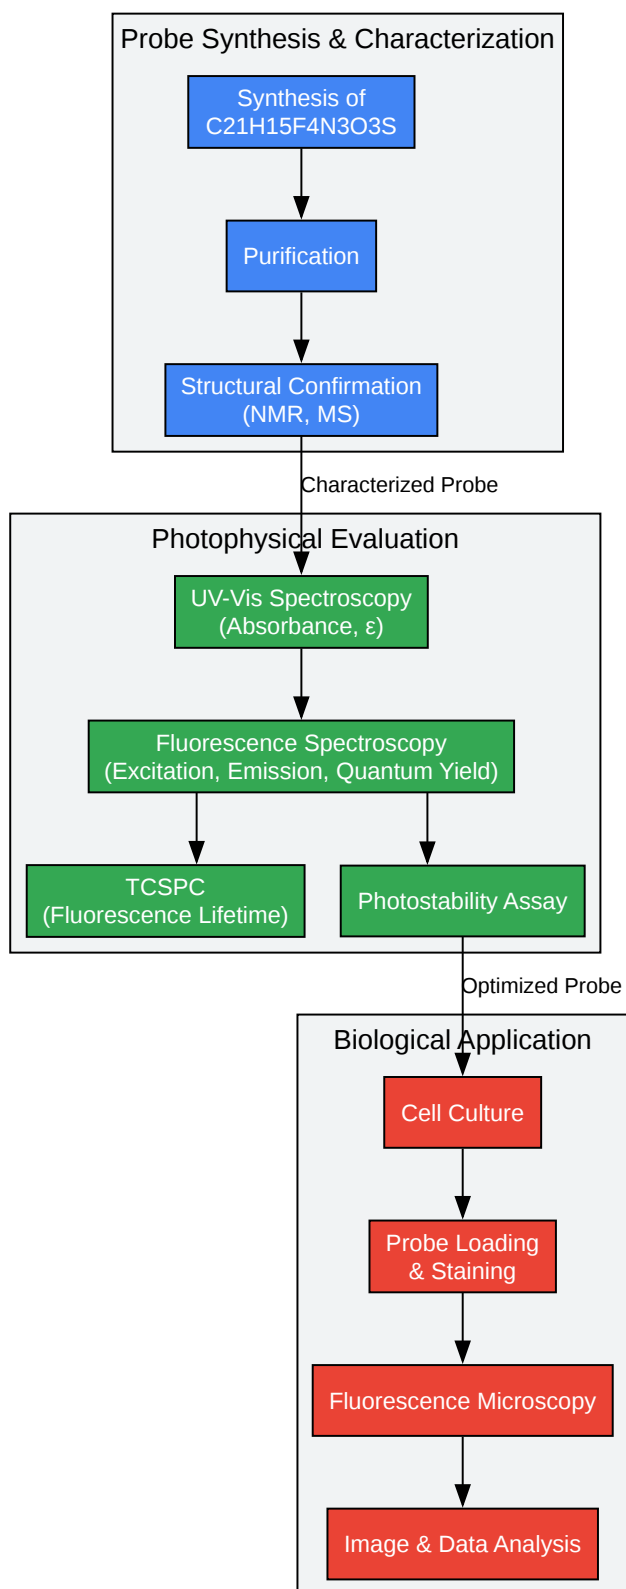 Probe Synthesis & Characterization
Synthesis of
C21H15F4N3O3S
Purification
Structural Confirmation
(NMR, MS)
Characterized Probe
Photophysical Evaluation
UV-Vis Spectroscopy
(Absorbance, ε)
Fluorescence Spectroscopy
(Excitation, Emission, Quantum Yield)
TCSPC
(Fluorescence Lifetime)
Photostability Assay
Optimized Probe
Biological Application
Cell Culture
Probe Loading
& Staining
Fluorescence Microscopy
Image & Data Analysis